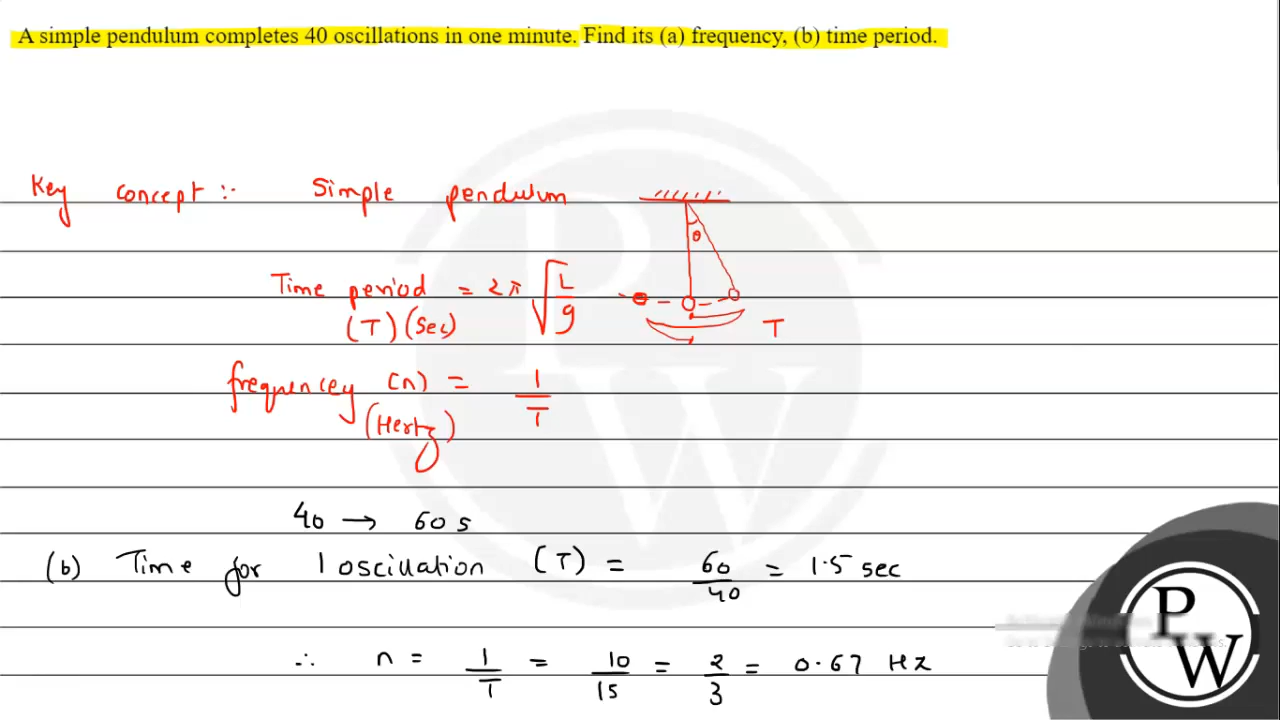 A simple pendulum completes 40 oscillations in one minute. Find its (a) frequency, (b) time period.
Key concept :- Simple pendulum
θ
Time period = 2π √L/g
(T) (Sec)
T
frequencey (n) = 1/T
(Hertz)
40 → 60 s
(b) Time for 1 oscillation (T) = 60/40 = 1.5 sec
∴ n = 1/T = 10/15 = 2/3 = 0.67 Hz
P
W